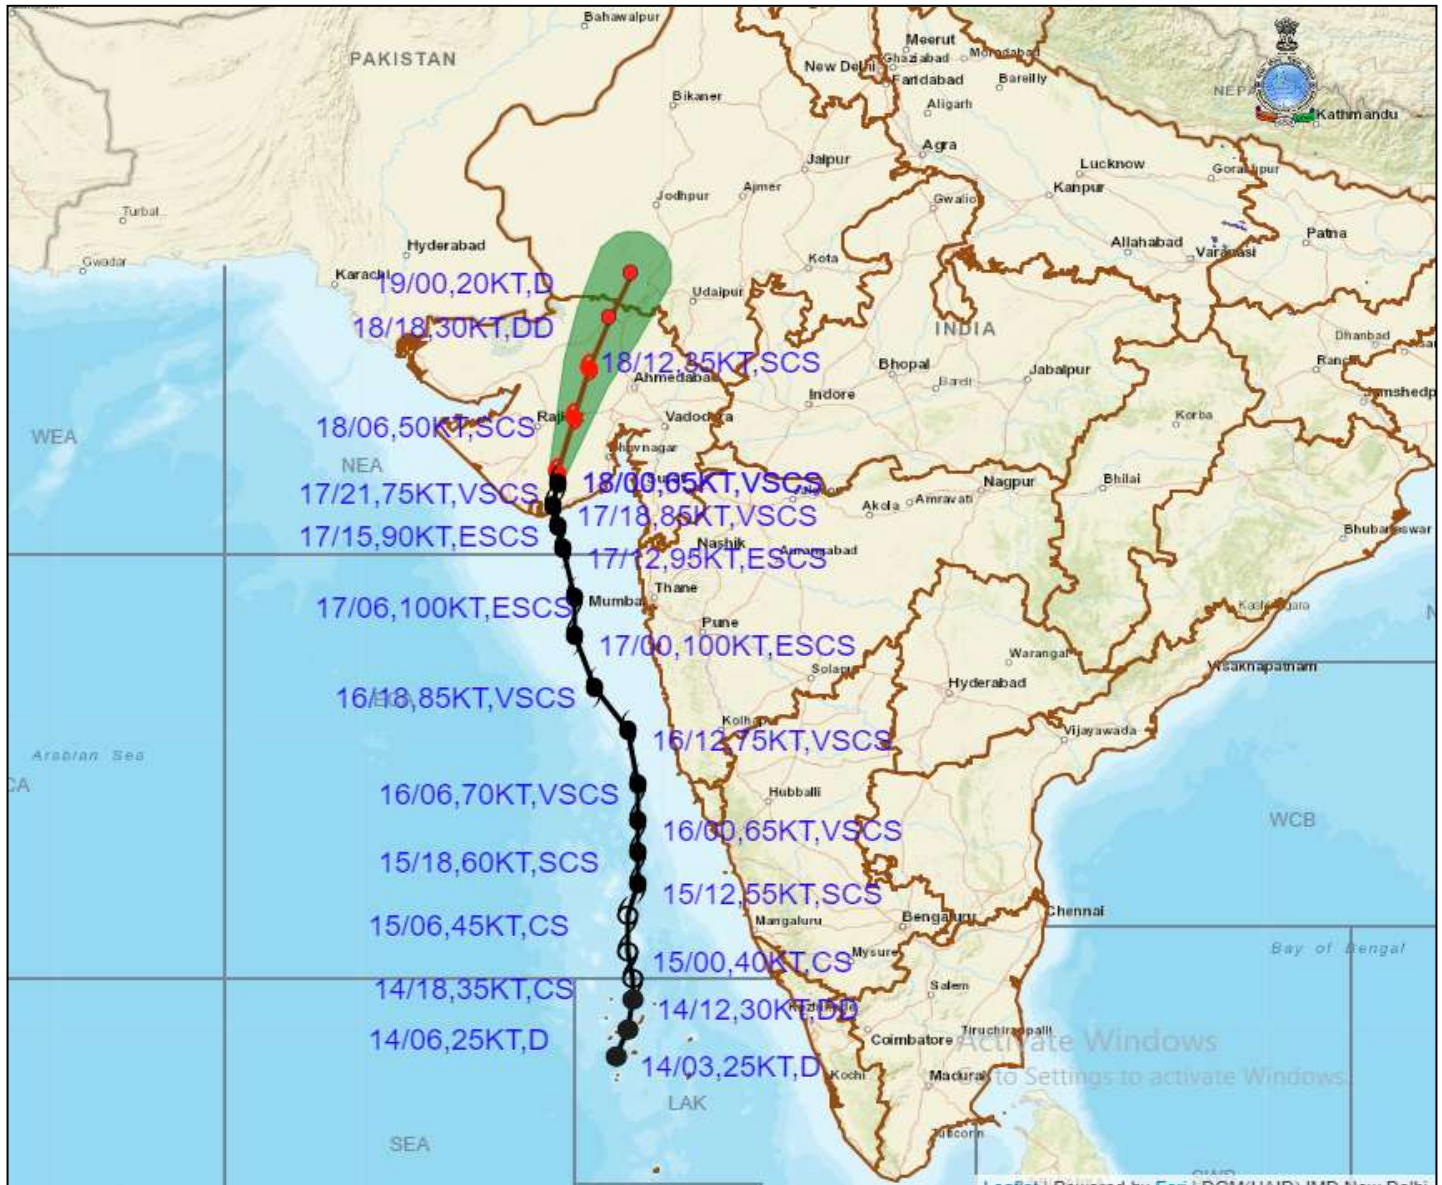 Bahawalpur
PAKISTAN
Meerut
New Delhi
Ghaziabad
Moradabad
Faridabad
Bareilly
Bikaner
Aligarh
Kathmandu
Agra
Jaipur
Lucknow
Jodhpur
Ajmer
Kanpur
Turbat
Hyderabad
Patna
Allahabad
Varanasi
Gwadar
Karachi
Kota
19/00,20KT,D
Udaipur
18/18,30KT,DD
INDIA
Dhanbad
18/12,35KT,SCS
Bhopal
Jabalpur
Ahmedabad
Indore
Korba
18/06,50KT,SCS
Vadodara
WEA
NEA
18/00,65KT,VSCS
Nagpur
Bhilai
17/21,75KT,VSCS
Akola
Amravati
17/18,85KT,VSCS
Bhubaneswar
17/15,90KT,ESCS
Nashik
Aurangabad
17/12,95KT,ESCS
Thane
17/06,100KT,ESCS
Mumbai
Pune
17/00,100KT,ESCS
Warangal
Visakhapatnam
Hyderabad
16/18,85KT,VSCS
Vijayawada
16/12,75KT,VSCS
Arabian Sea
16/06,70KT,VSCS
Hubballi
WCB
16/00,65KT,VSCS
15/18,60KT,SCS
15/12,55KT,SCS
Mangaluru
Bengaluru
Chennai
15/06,45KT,CS
Bay of Bengal
Mysuru
15/00,40KT,CS
14/18,35KT,CS
Salem
14/12,30KT,DD
14/06,25KT,D
Coimbatore
Tiruchirappalli
Activate Windows
14/03,25KT,D
Kochi
Madurai
to Settings to activate Windows.
LAK
SEA
Tuticorin